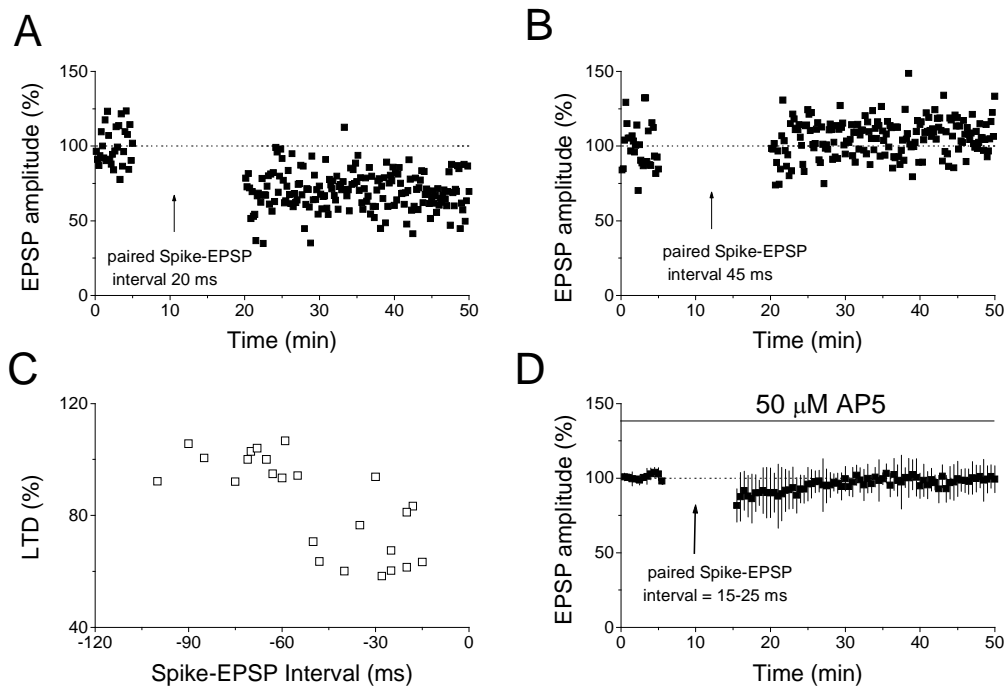 A
EPSP amplitude (%)
150
100
50
0
paired Spike-EPSP
interval 20 ms
0 10 20 30 40 50
Time (min)
B
EPSP amplitude (%)
150
100
50
0
paired Spike-EPSP
interval 45 ms
0 10 20 30 40 50
Time (min)
C
LTD (%)
120
80
40
-120 -90 -60 -30 0
Spike-EPSP Interval (ms)
D
50 μM AP5
EPSP amplitude (%)
150
100
50
0
paired Spike-EPSP
interval = 15-25 ms
0 10 20 30 40 50
Time (min)